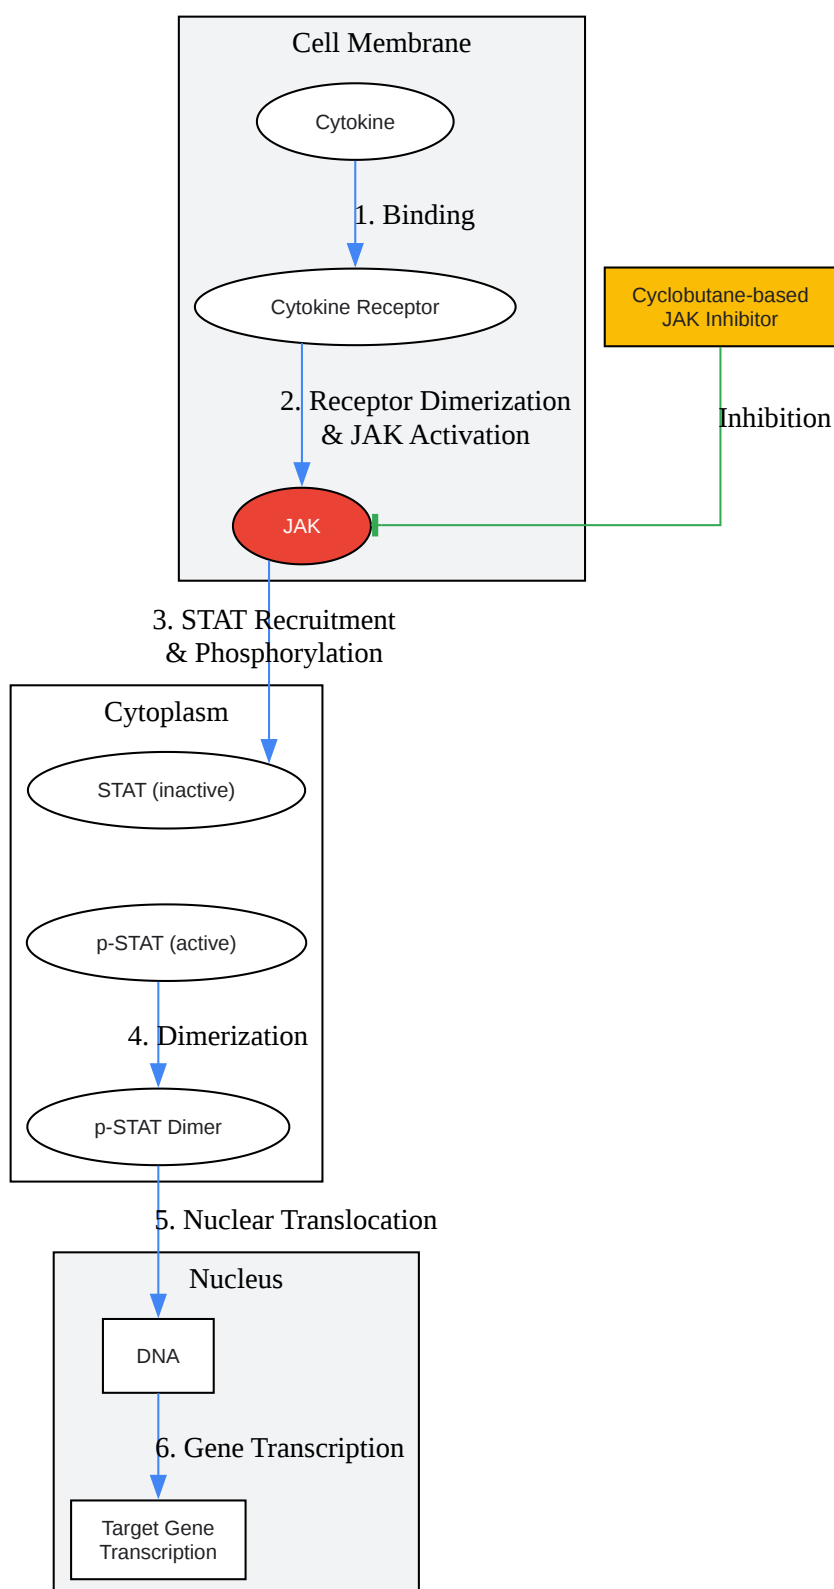 Cell Membrane
Cytokine
1. Binding
Cytokine Receptor
Cyclobutane-based
JAK Inhibitor
2. Receptor Dimerization
& JAK Activation
Inhibition
JAK
3. STAT Recruitment
& Phosphorylation
Cytoplasm
STAT (inactive)
p-STAT (active)
4. Dimerization
p-STAT Dimer
5. Nuclear Translocation
Nucleus
DNA
6. Gene Transcription
Target Gene
Transcription